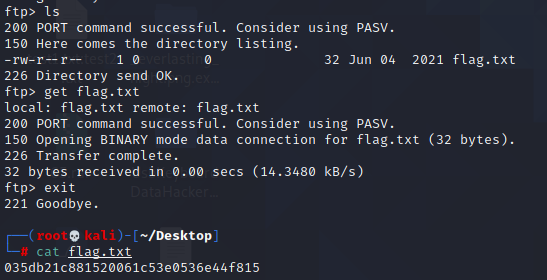 ftp> ls
200 PORT command successful. Consider using PASV.
150 Here comes the directory listing.
-rw-r--r-- 1 0 0 32 Jun 04 2021 flag.txt
226 Directory send OK.
ftp> get flag.txt
local: flag.txt remote: flag.txt
200 PORT command successful. Consider using PASV.
150 Opening BINARY mode data connection for flag.txt (32 bytes).
226 Transfer complete.
32 bytes received in 0.00 secs (14.3480 kB/s)
ftp> exit
DataHacker...
221 Goodbye.
┌──(root💀kali)-[~/Desktop]
└─# cat flag.txt
035db21c881520061c53e0536e44f815